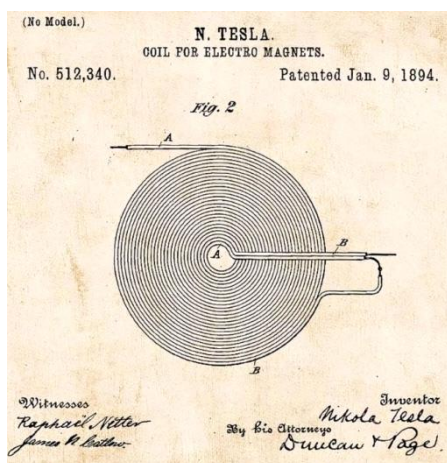 (No Model.)
N. TESLA.
COIL FOR ELECTRO MAGNETS.
No. 512,340.
Patented Jan. 9, 1894.
Fig. 2
A
A
B
B
Witnesses
Raphaël Netter
James N. Catlow.
Inventor
Nikola Tesla
By his Attorneys
Duncan & Page.